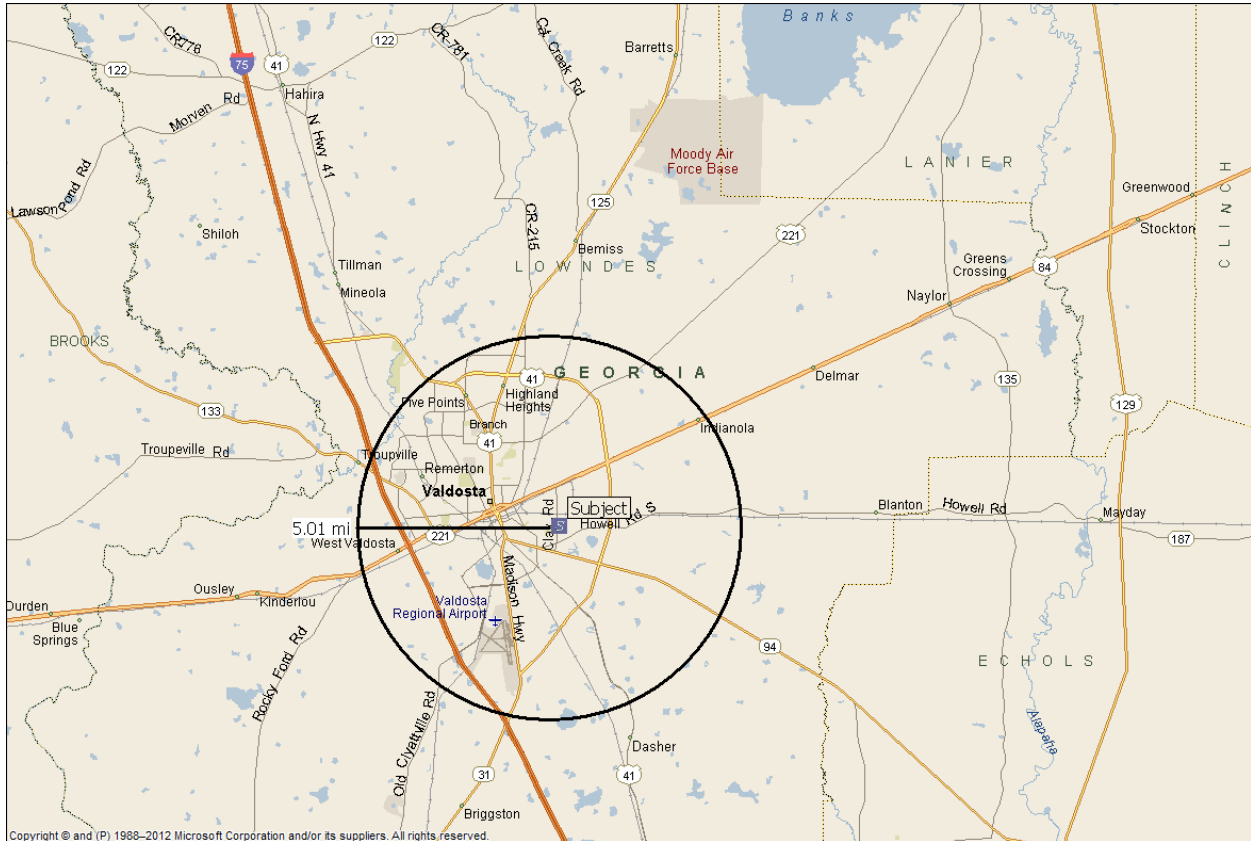 Banks
CR-776
122
75
41
122
CR-781
Cat Creek Rd
Barretts
122
Hahira
Morven Rd
N Hwy 41
Moody Air
Force Base
LANIER
CLINCH
Pond Rd
Lawson
Shiloh
125
CR-215
Greenwood
Stockton
221
Bemiss
LOWNDES
Tillman
Mineola
Greens
Crossing
84
Naylor
BROOKS
GEORGIA
41
Delmar
135
Five Points
Highland
Heights
129
133
Branch
41
Indianola
Troupeville Rd
Troupville
Remerton
Valdosta
Subject
S
Blanton
Howell Rd
Mayday
5.01 mi
Clay Rd
Howell Rd S
187
West Valdosta
221
Madison Hwy
Ousley
Kinderlou
Durden
Blue
Springs
Valdosta
Regional Airport
Rocky Ford Rd
94
ECHOLS
Old Clyattville Rd
Alapaha
Dasher
31
41
Briggston
Copyright © and (P) 1988–2012 Microsoft Corporation and/or its suppliers. All rights reserved.